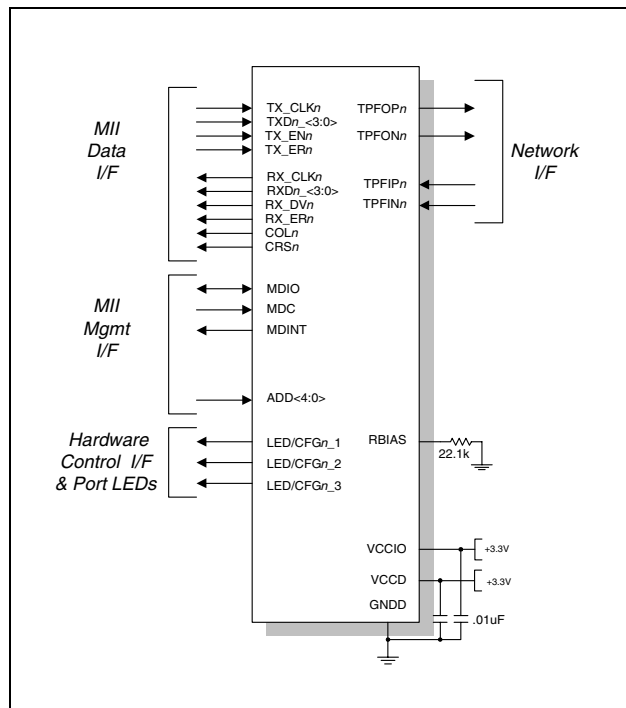 MII
Data
I/F
TX_CLKn
TXDn_<3:0>
TX_ENn
TX_ERn
RX_CLKn
RXDn_<3:0>
RX_DVn
RX_ERn
COLn
CRSn
MII
Mgmt
I/F
MDIO
MDC
MDINT
ADD<4:0>
Hardware
Control I/F
& Port LEDs
LED/CFGn_1
LED/CFGn_2
LED/CFGn_3
TPFOPn
TPFONn
TPFIPn
TPFINn
Network
I/F
RBIAS
22.1k
VCCIO
+3.3V
VCCD
+3.3V
GNDD
.01uF